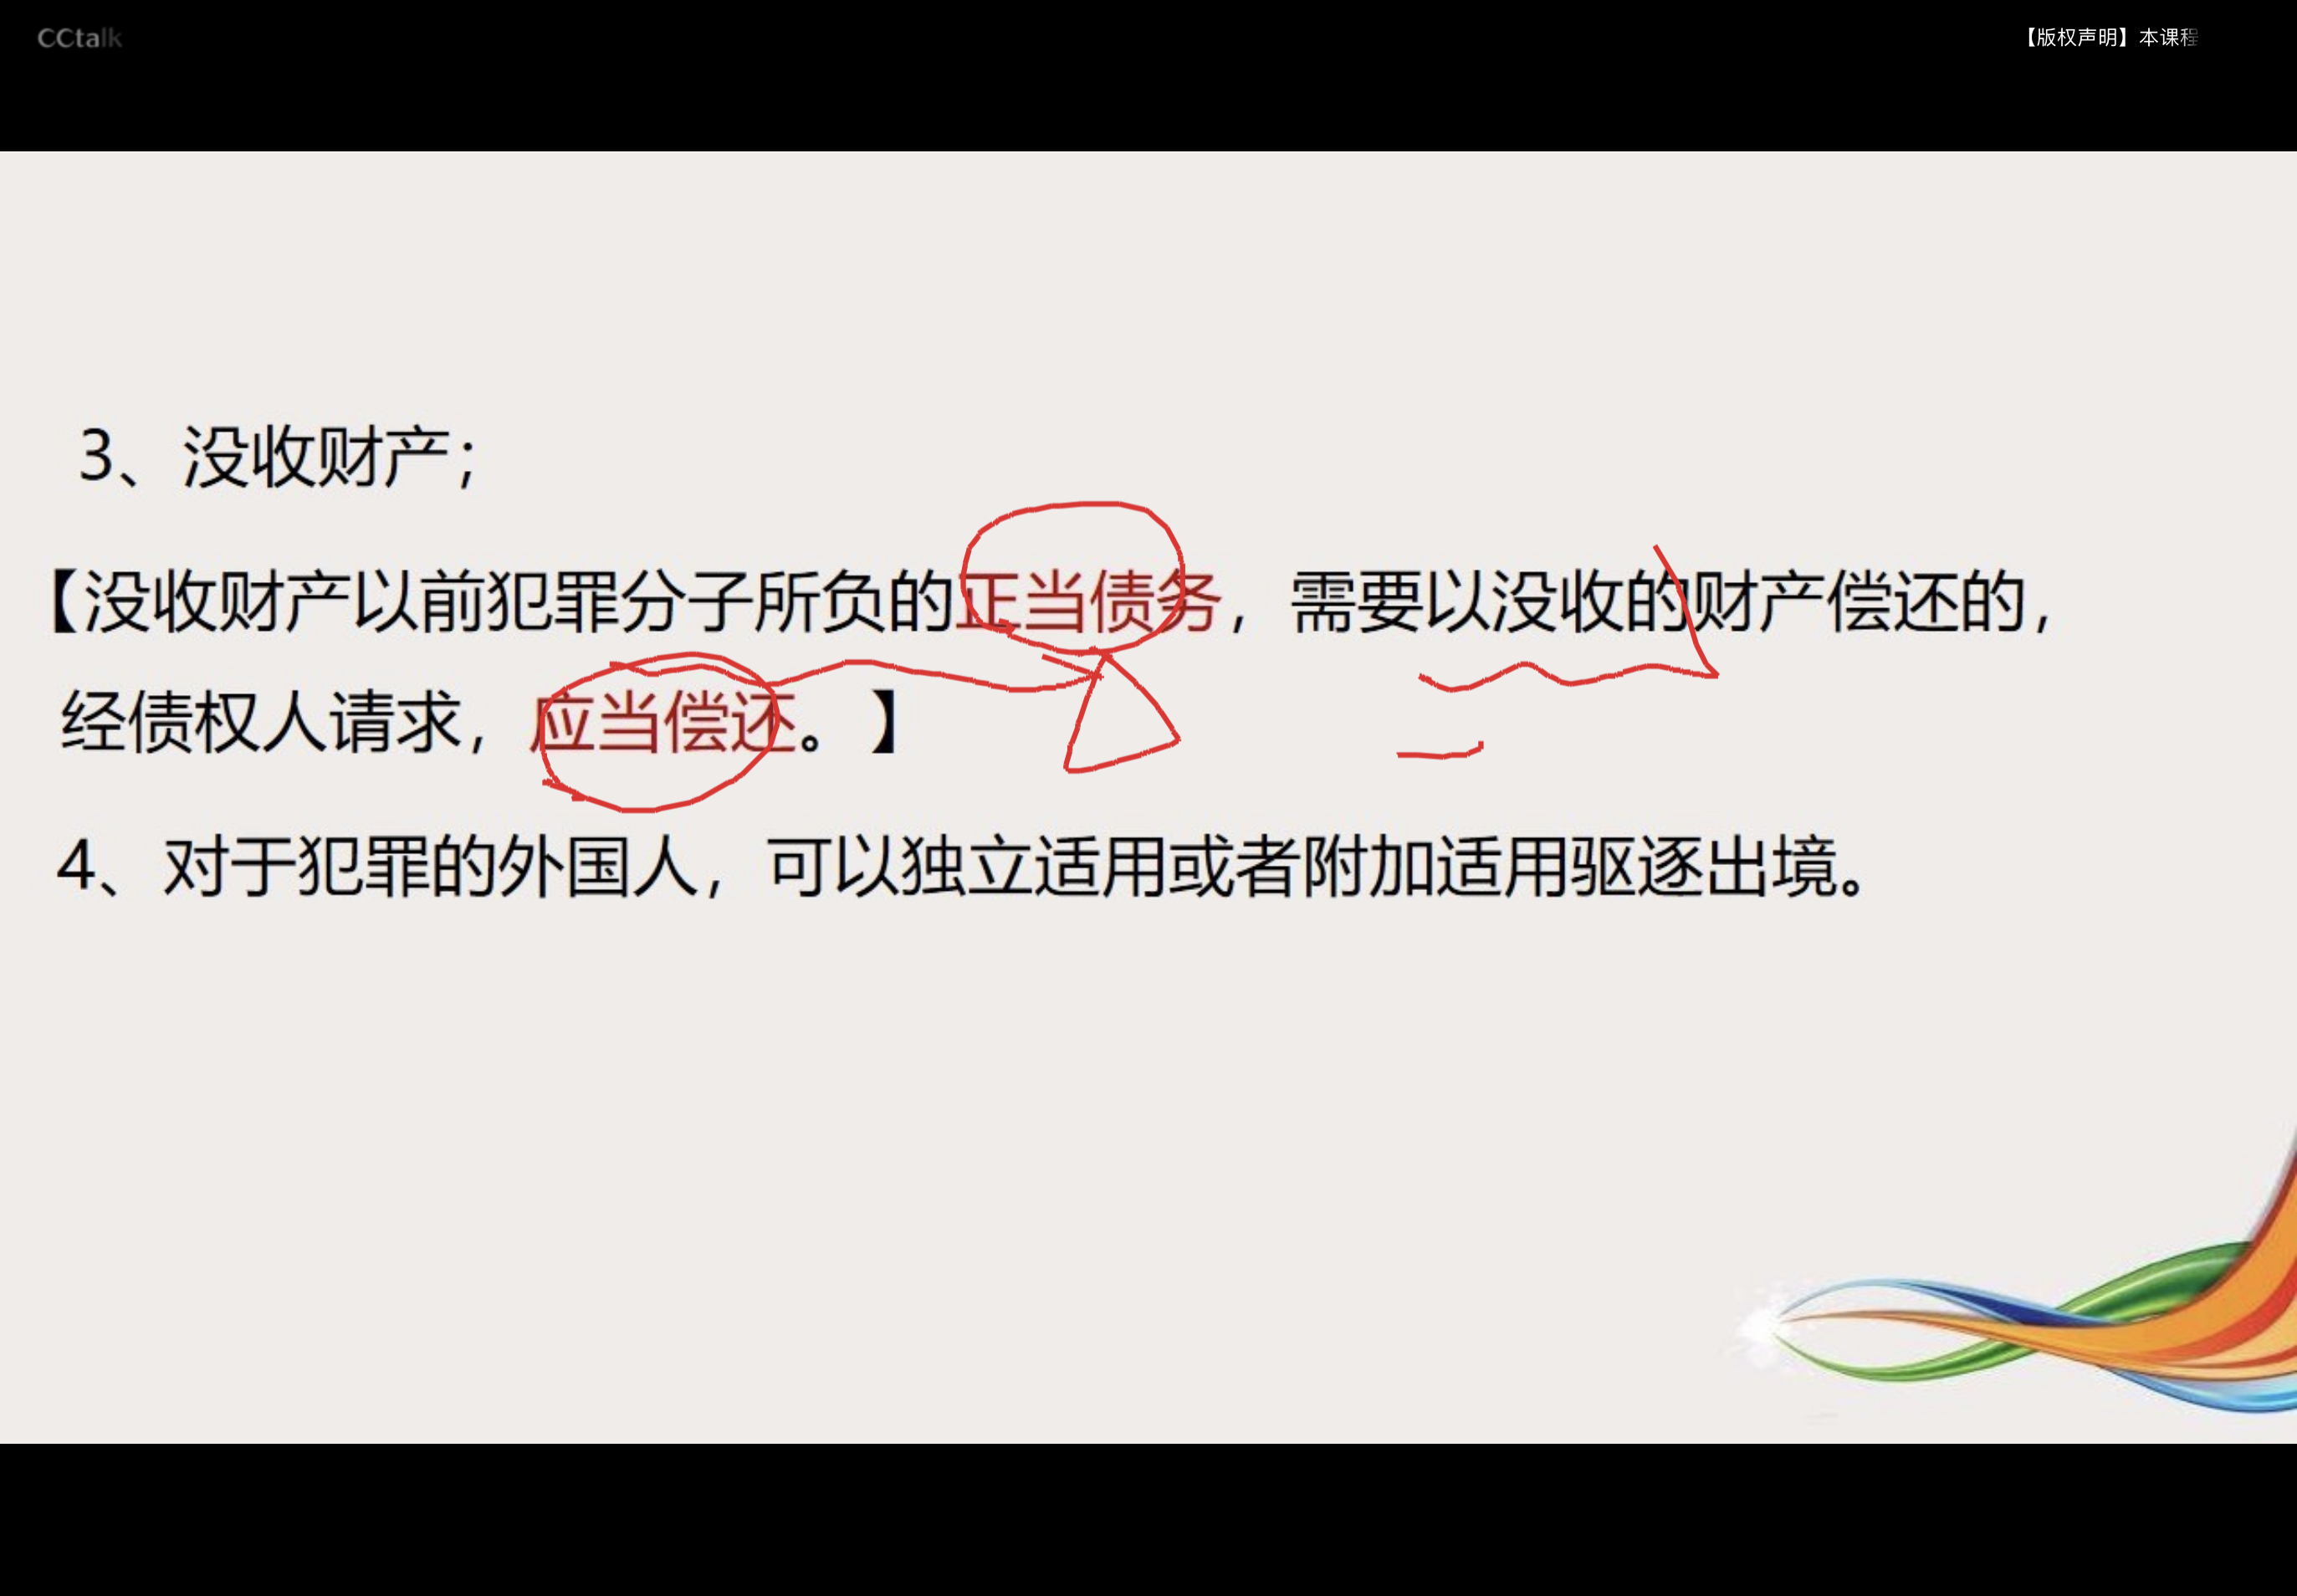 CCtalk
【版权声明】本课程
3、没收财产；
【没收财产以前犯罪分子所负的正当债务，需要以没收的财产偿还的，
经债权人请求，应当偿还。】
4、对于犯罪的外国人，可以独立适用或者附加适用驱逐出境。